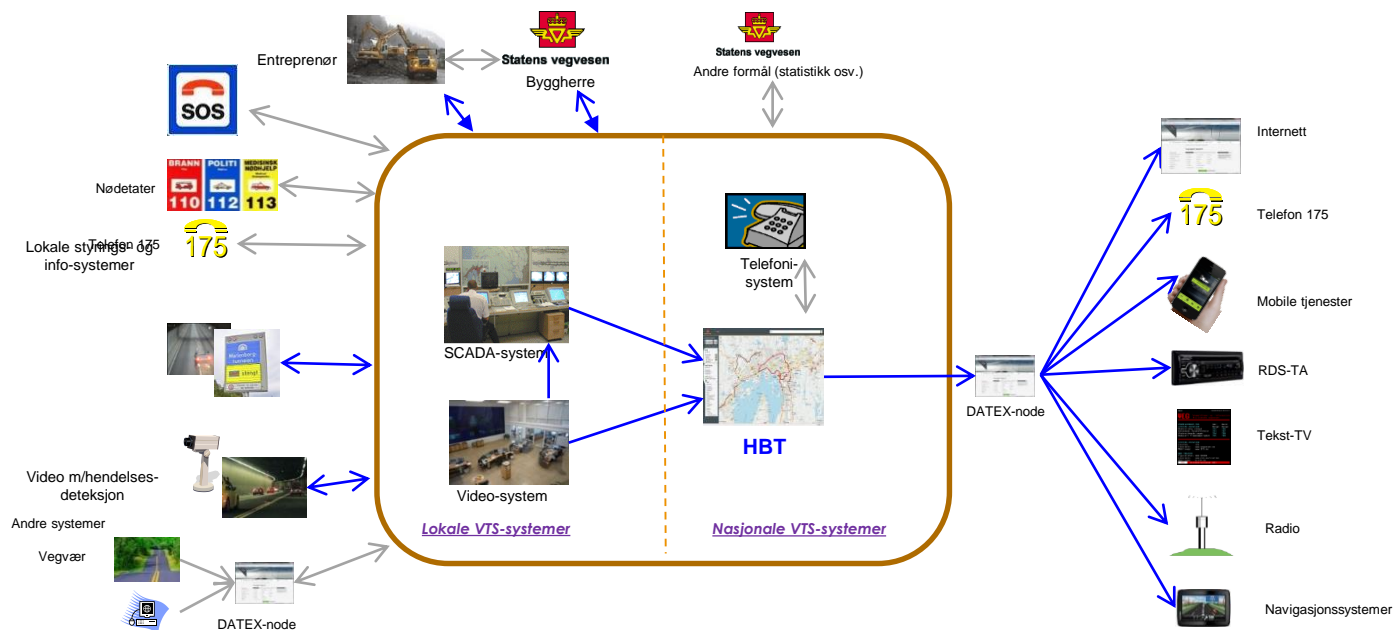 Statens vegvesen
Byggherre
Statens vegvesen
Andre formål (statistikk osv.)
Entreprenør
SOS
BRANN
110
POLITI
112
MEDISINSK
NØDHJELP
113
Nødetater
Telefon 175
175
Lokale styrings- og
info-systemer
stengt
Video m/hendelses-
deteksjon
Andre systemer
Vegvær
DATEX-node
SCADA-system
Video-system
Lokale VTS-systemer
Telefoni-
system
HBT
Nasjonale VTS-systemer
DATEX-node
Internett
175
Telefon 175
Mobile tjenester
RDS-TA
Tekst-TV
Radio
Navigasjonssystemer